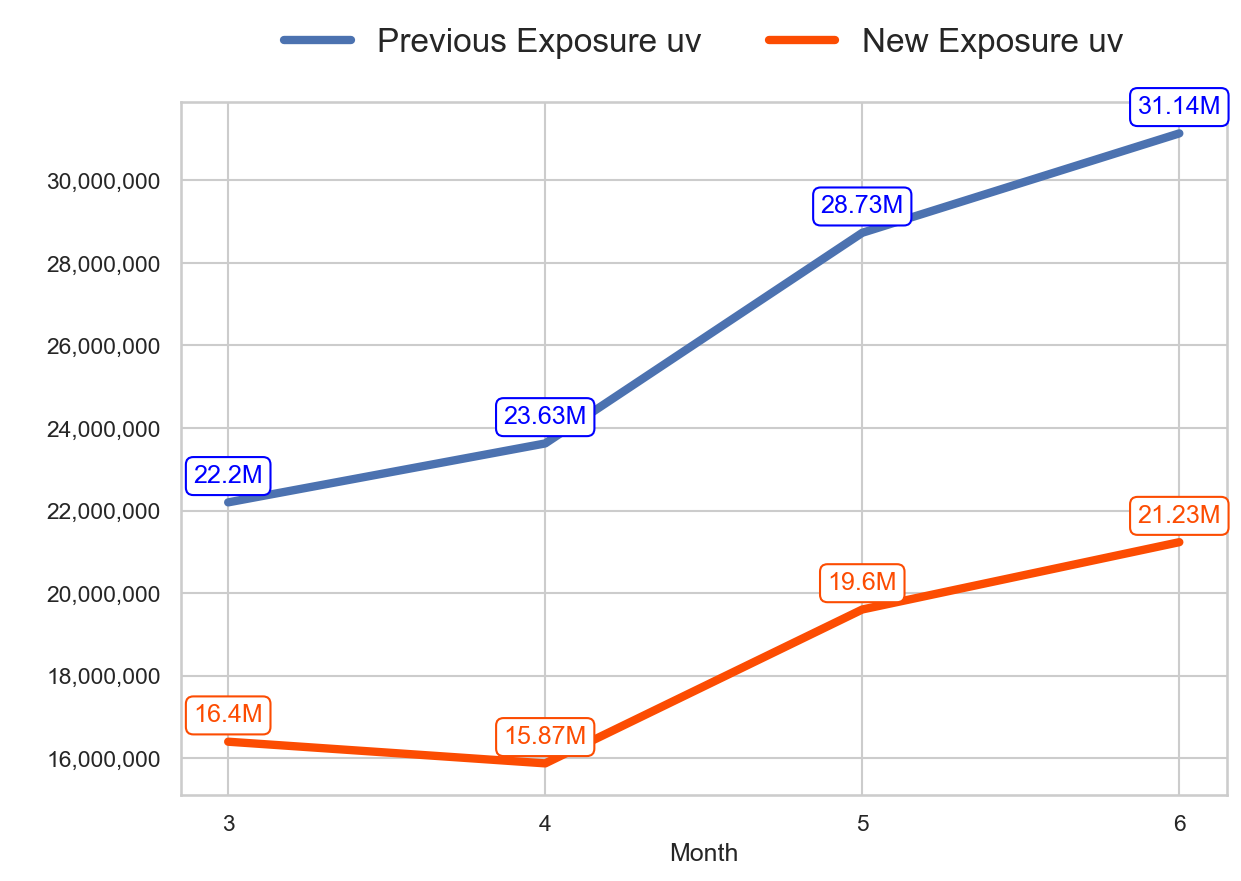 Previous Exposure uv New Exposure uv
31.14M
30,000,000
28.73M
28,000,000
26,000,000
23.63M
24,000,000
22.2M
22,000,000
21.23M
19.6M
20,000,000
18,000,000
16.4M
15.87M
16,000,000
3 4 5 6
Month